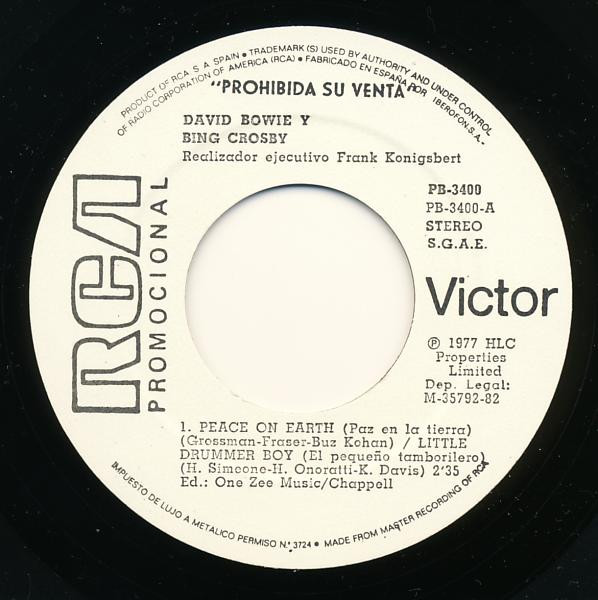 PRODUCT OF RCA S. A. SPAIN • TRADEMARK (S) USED BY AUTHORITY AND UNDER CONTROL
OF RADIO CORPORATION OF AMERICA (RCA) • FABRICADO EN ESPAÑA POR IBEROFON S.A. •
"PROHIBIDA SU VENTA"
DAVID BOWIE Y
BING CROSBY
Realizador ejecutivo Frank Konigsbert
RCA
PROMOCIONAL
PB-3400
PB-3400-A
STEREO
S.G.A.E.
Victor
℗ 1977 HLC
Properties
Limited
Dep. Legal:
M-35792-82
1. PEACE ON EARTH (Paz en la tierra)
(Grossman-Fraser-Buz Kohan) / LITTLE
DRUMMER BOY (El pequeño tamborilero)
(H. Simeone-H. Onoratti-K. Davis) 2'35
Ed.: One Zee Music/Chappell
IMPUESTO DE LUJO A METALICO PERMISO N.º 3724 • MADE FROM MASTER RECORDING OF RCA